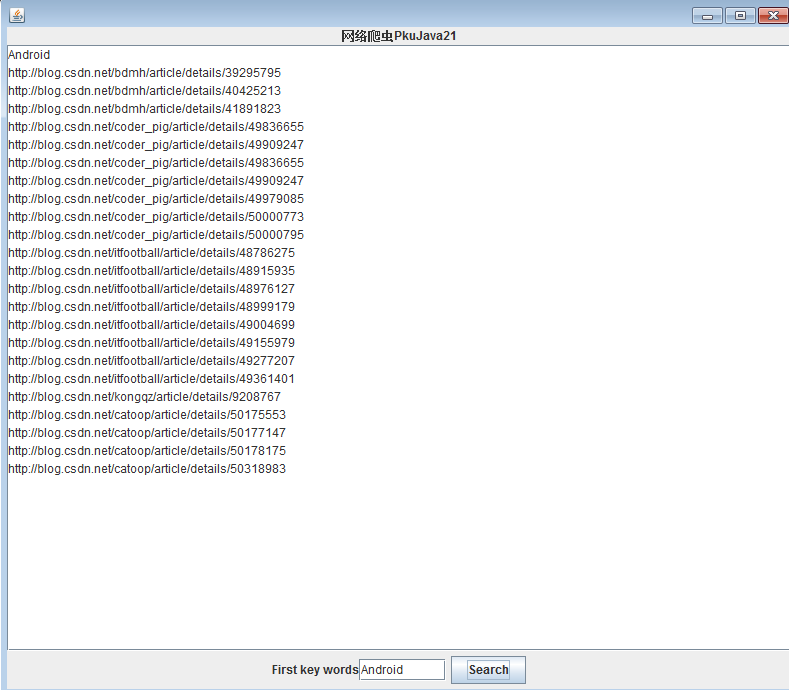 网络爬虫PkuJava21
Android
http://blog.csdn.net/bdmh/article/details/39295795
http://blog.csdn.net/bdmh/article/details/40425213
http://blog.csdn.net/bdmh/article/details/41891823
http://blog.csdn.net/coder_pig/article/details/49836655
http://blog.csdn.net/coder_pig/article/details/49909247
http://blog.csdn.net/coder_pig/article/details/49836655
http://blog.csdn.net/coder_pig/article/details/49909247
http://blog.csdn.net/coder_pig/article/details/49979085
http://blog.csdn.net/coder_pig/article/details/50000773
http://blog.csdn.net/coder_pig/article/details/50000795
http://blog.csdn.net/itfootball/article/details/48786275
http://blog.csdn.net/itfootball/article/details/48915935
http://blog.csdn.net/itfootball/article/details/48976127
http://blog.csdn.net/itfootball/article/details/48999179
http://blog.csdn.net/itfootball/article/details/49004699
http://blog.csdn.net/itfootball/article/details/49155979
http://blog.csdn.net/itfootball/article/details/49277207
http://blog.csdn.net/itfootball/article/details/49361401
http://blog.csdn.net/kongqz/article/details/9208767
http://blog.csdn.net/catoop/article/details/50175553
http://blog.csdn.net/catoop/article/details/50177147
http://blog.csdn.net/catoop/article/details/50178175
http://blog.csdn.net/catoop/article/details/50318983
First key words Android Search